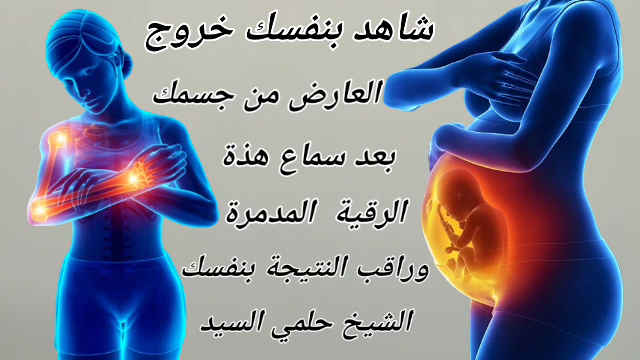 شاهد بنفسك خروج
العارض من جسمك
بعد سماع هذة
الرقية المدمرة
وراقب النتيجة بنفسك
الشيخ حلمي السيد